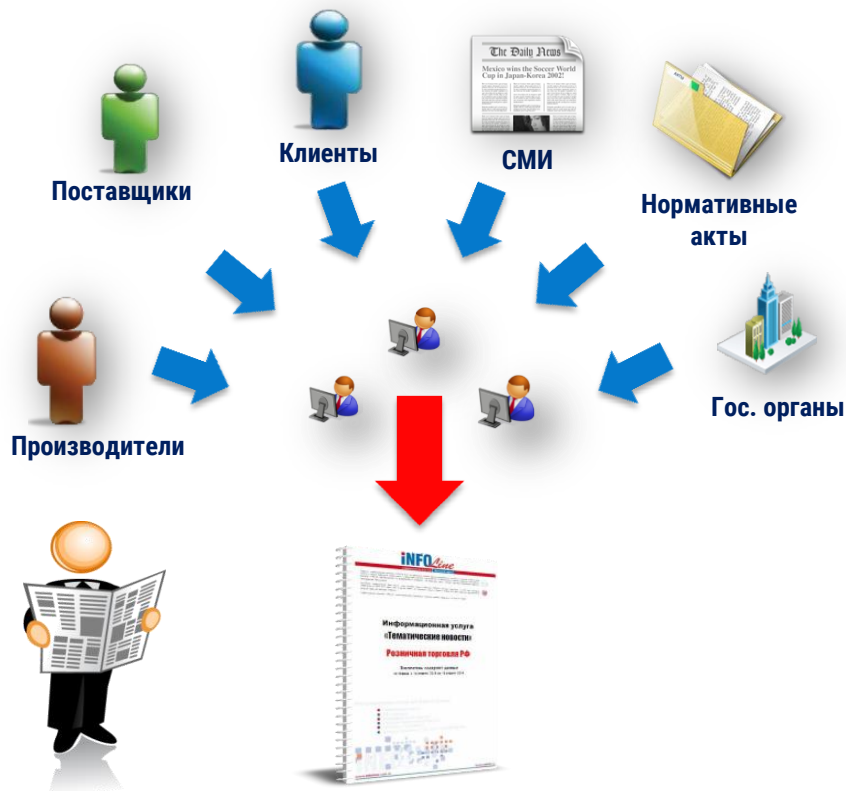 The Daily News
Mexico wins the Soccer World
Cup in Japan-Korea 2002!
Клиенты
СМИ
Поставщики
Нормативные
акты
Гос. органы
Производители
iNFOLine
Информационная услуга
«Тематические новости»
Розничная торговля РФ